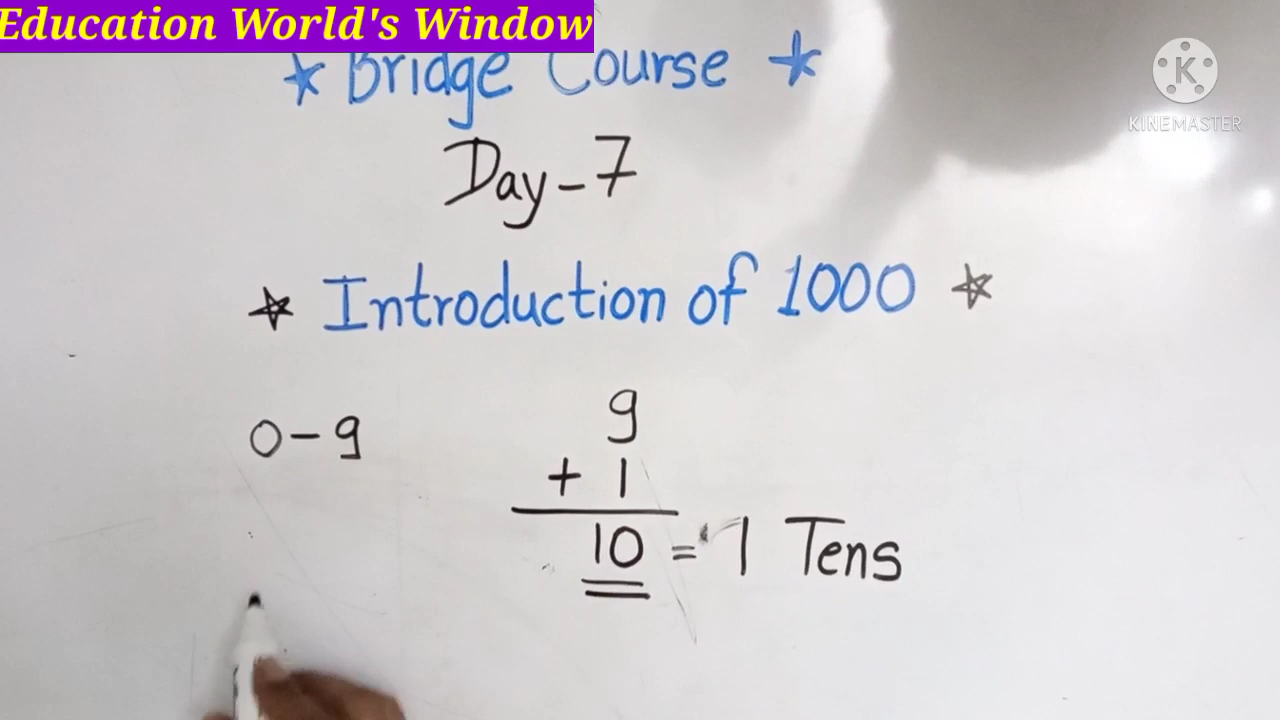 Education World's Window
★ Bridge Course ★
KINEMASTER
Day-7
☆ Introduction of 1000 ☆
0-9
9
+ 1
10 = 1 Tens